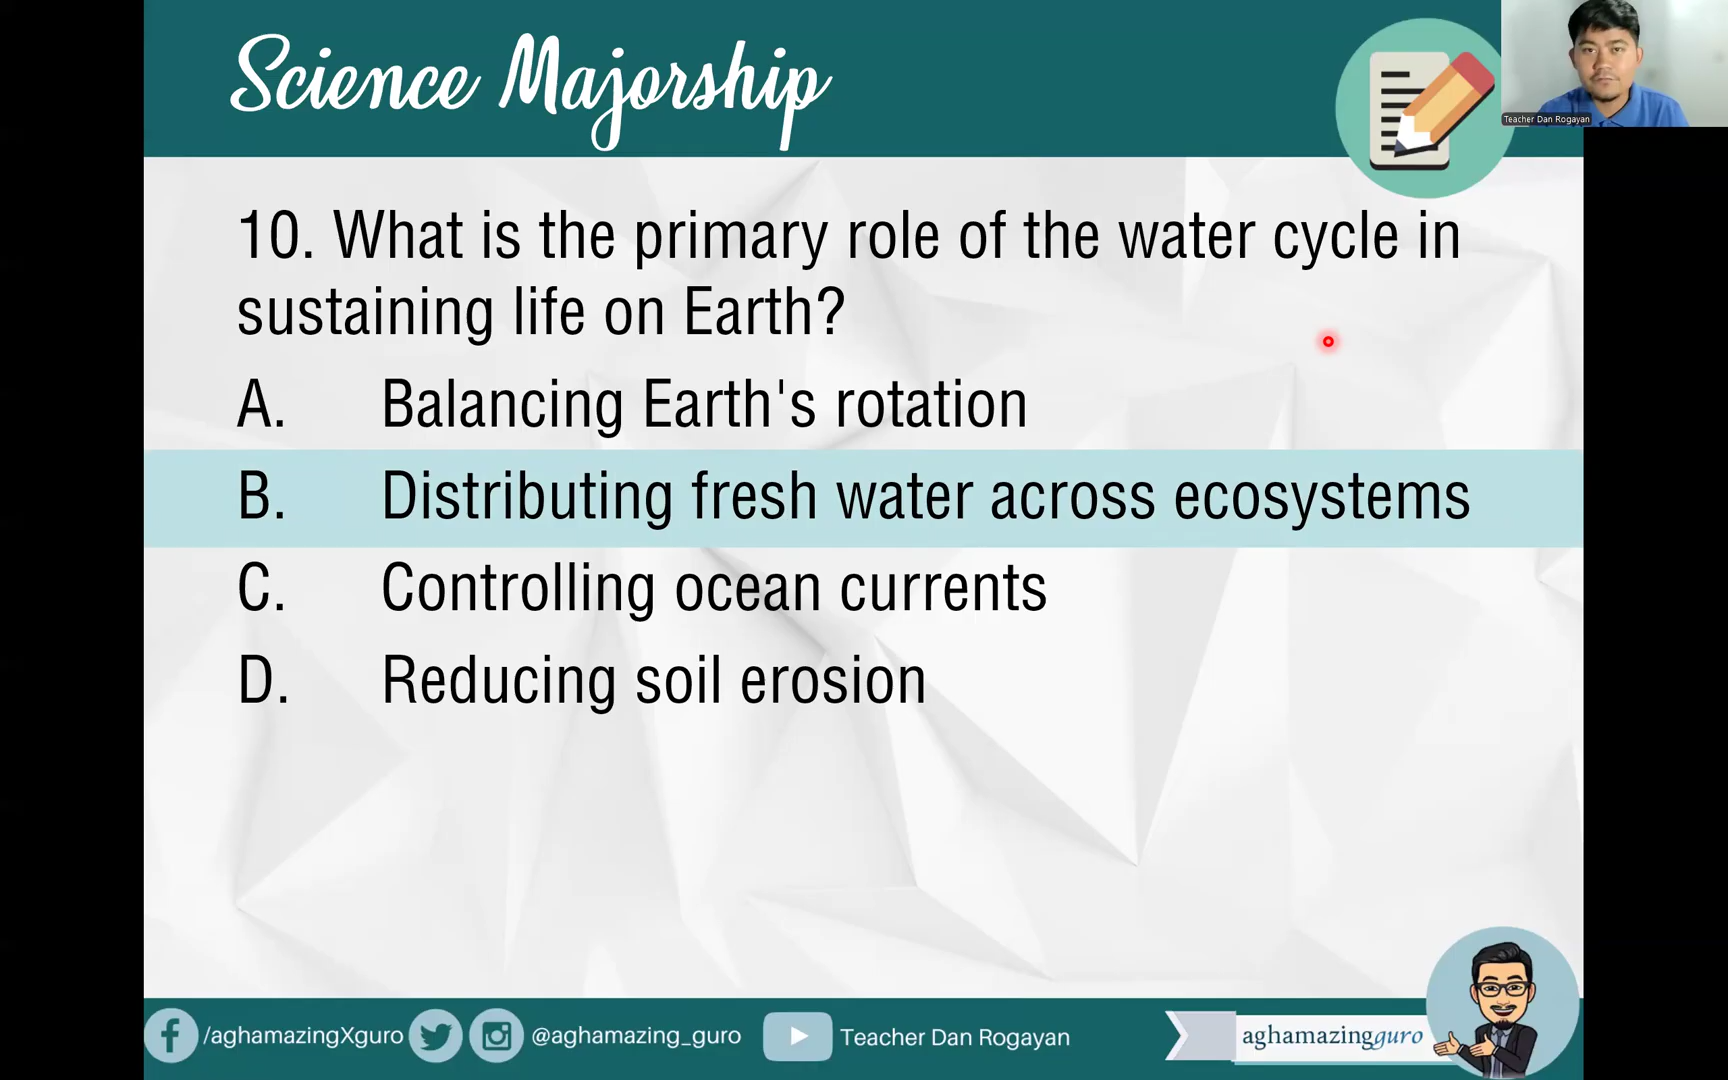 Science Majorship
Teacher Dan Rogayan
10. What is the primary role of the water cycle in
sustaining life on Earth?
A. Balancing Earth's rotation
B. Distributing fresh water across ecosystems
C. Controlling ocean currents
D. Reducing soil erosion
/aghamazingXguro @aghamazing_guro Teacher Dan Rogayan aghamazingguro